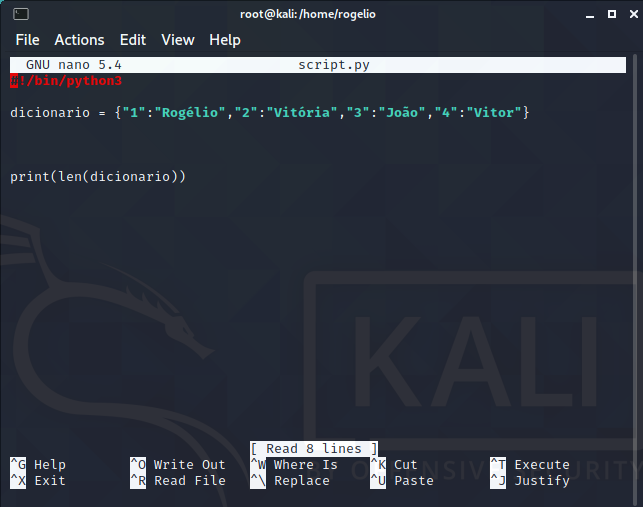 root@kali:/home/rogelio
File Actions Edit View Help
GNU nano 5.4 script.py
#!/bin/python3
dicionario = {"1":"Rogélio","2":"Vitória","3":"João","4":"Vitor"}
print(len(dicionario))
KALI
BY OFFENSIVE SECURITY
[ Read 8 lines ]
^G Help ^O Write Out ^W Where Is ^K Cut ^T Execute
^X Exit ^R Read File ^\ Replace ^U Paste ^J Justify